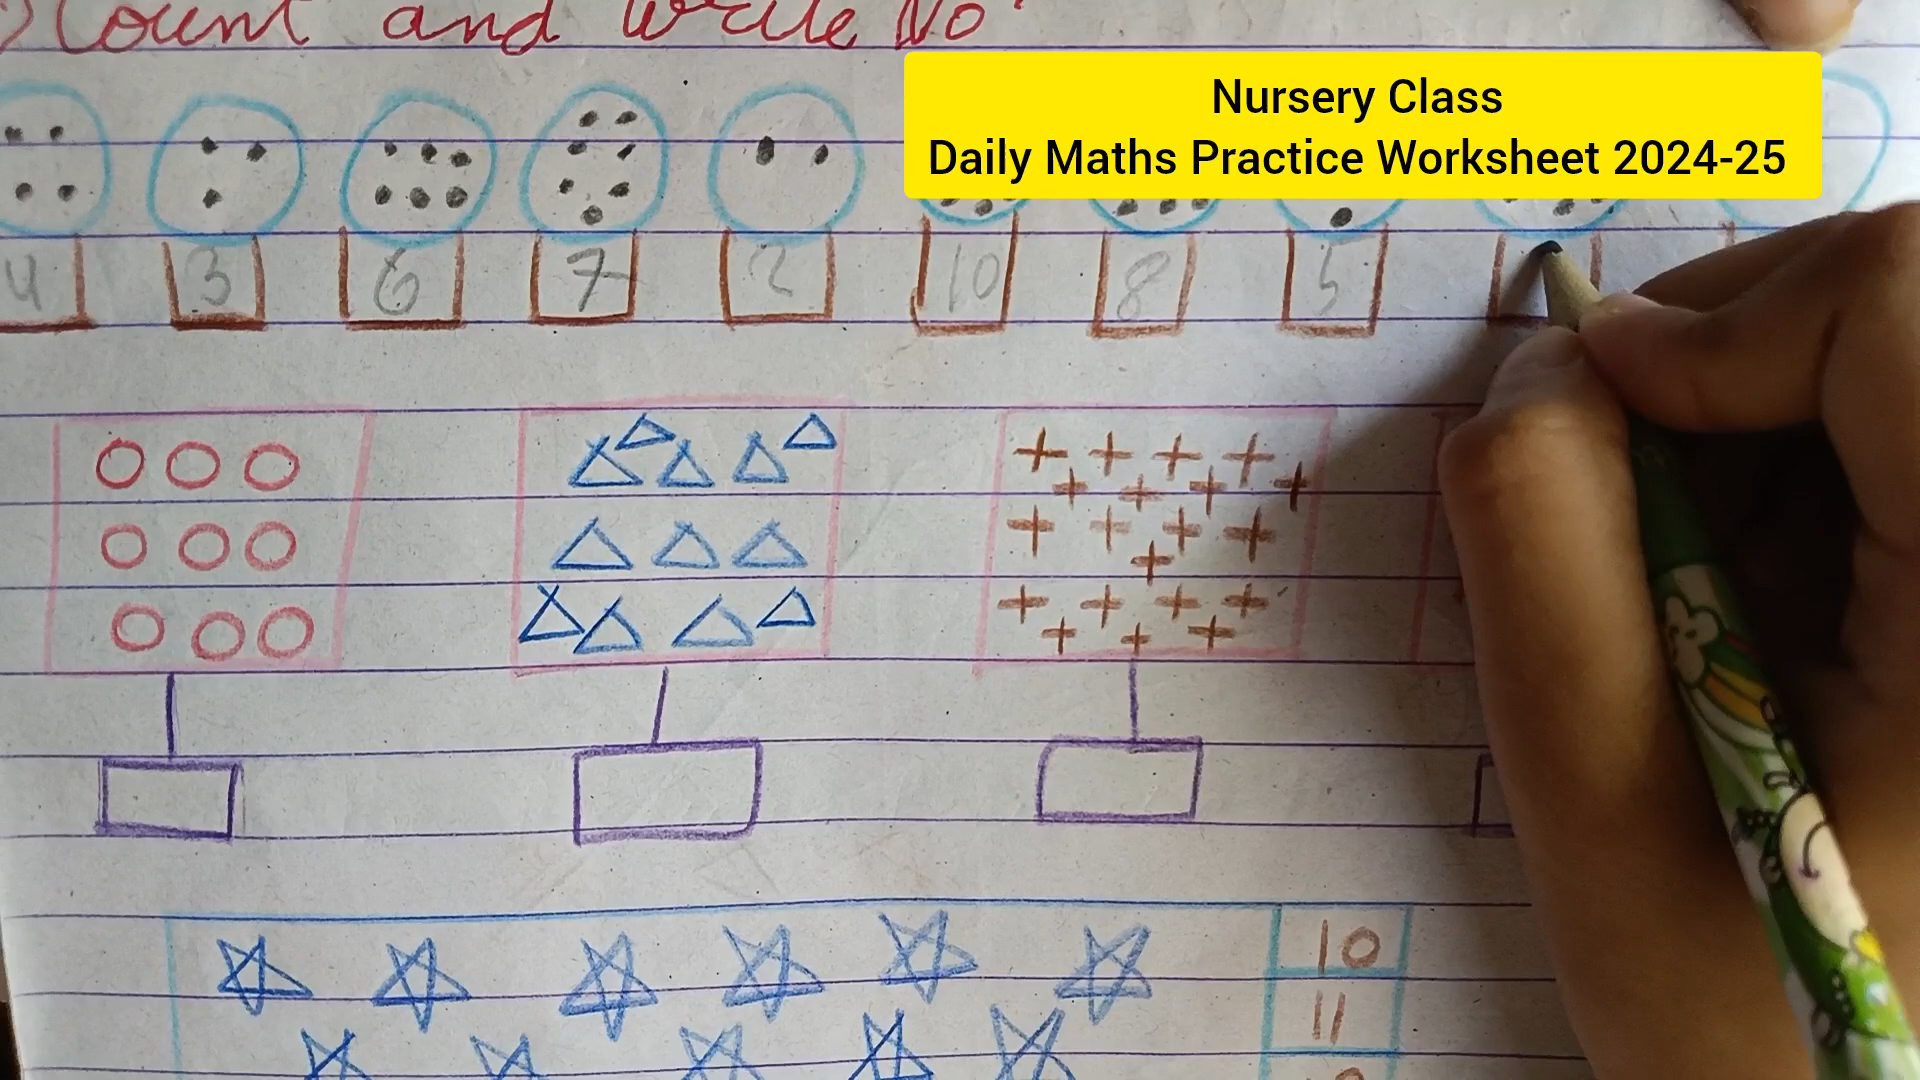 Count and Write No
Nursery Class
Daily Maths Practice Worksheet 2024-25
4 3 6 7 2 10 8 5
10
11